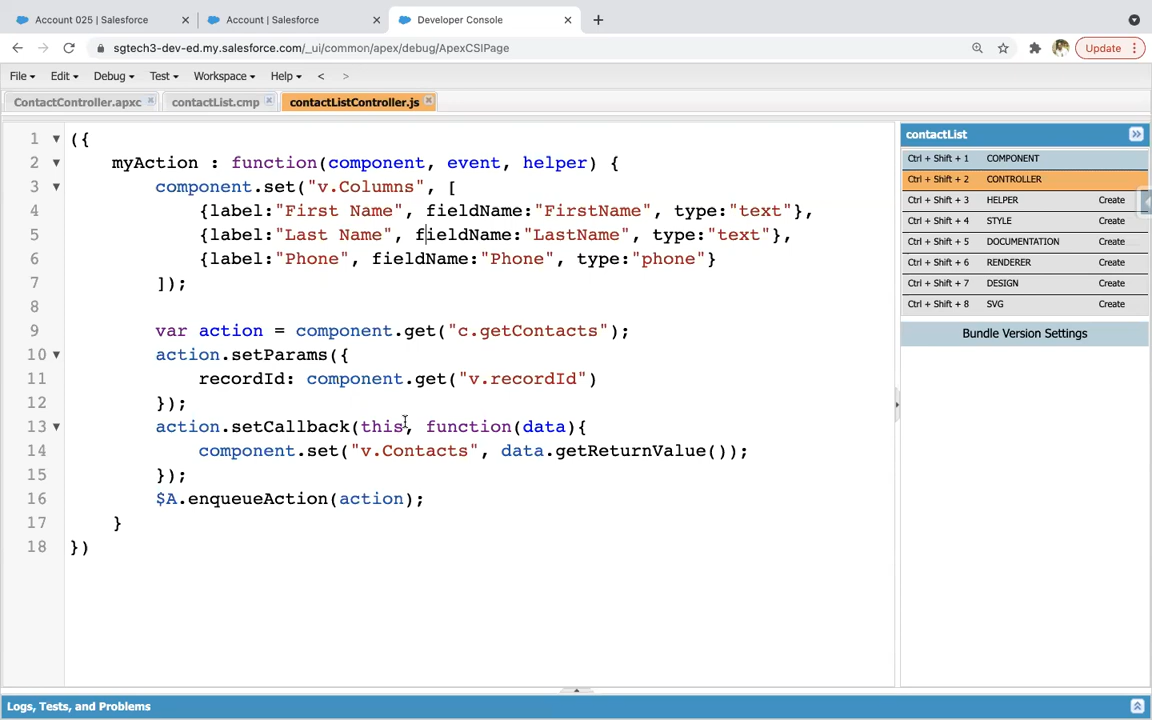 Account 025 | Salesforce
Account | Salesforce
Developer Console
sgtech3-dev-ed.my.salesforce.com/_ui/common/apex/debug/ApexCSIPage
Update
File
Edit
Debug
Test
Workspace
Help
<
>
ContactController.apxc
contactList.cmp
contactListController.js
1 ({
2 myAction : function(component, event, helper) {
3 component.set("v.Columns", [
4 {label:"First Name", fieldName:"FirstName", type:"text"},
5 {label:"Last Name", fieldName:"LastName", type:"text"},
6 {label:"Phone", fieldName:"Phone", type:"phone"}
7 ]);
8
9 var action = component.get("c.getContacts");
10 action.setParams({
11 recordId: component.get("v.recordId")
12 });
13 action.setCallback(this, function(data){
14 component.set("v.Contacts", data.getReturnValue());
15 });
16 $A.enqueueAction(action);
17 }
18 })
contactList
Ctrl + Shift + 1 COMPONENT
Ctrl + Shift + 2 CONTROLLER
Ctrl + Shift + 3 HELPER Create
Ctrl + Shift + 4 STYLE Create
Ctrl + Shift + 5 DOCUMENTATION Create
Ctrl + Shift + 6 RENDERER Create
Ctrl + Shift + 7 DESIGN Create
Ctrl + Shift + 8 SVG Create
Bundle Version Settings
Logs, Tests, and Problems